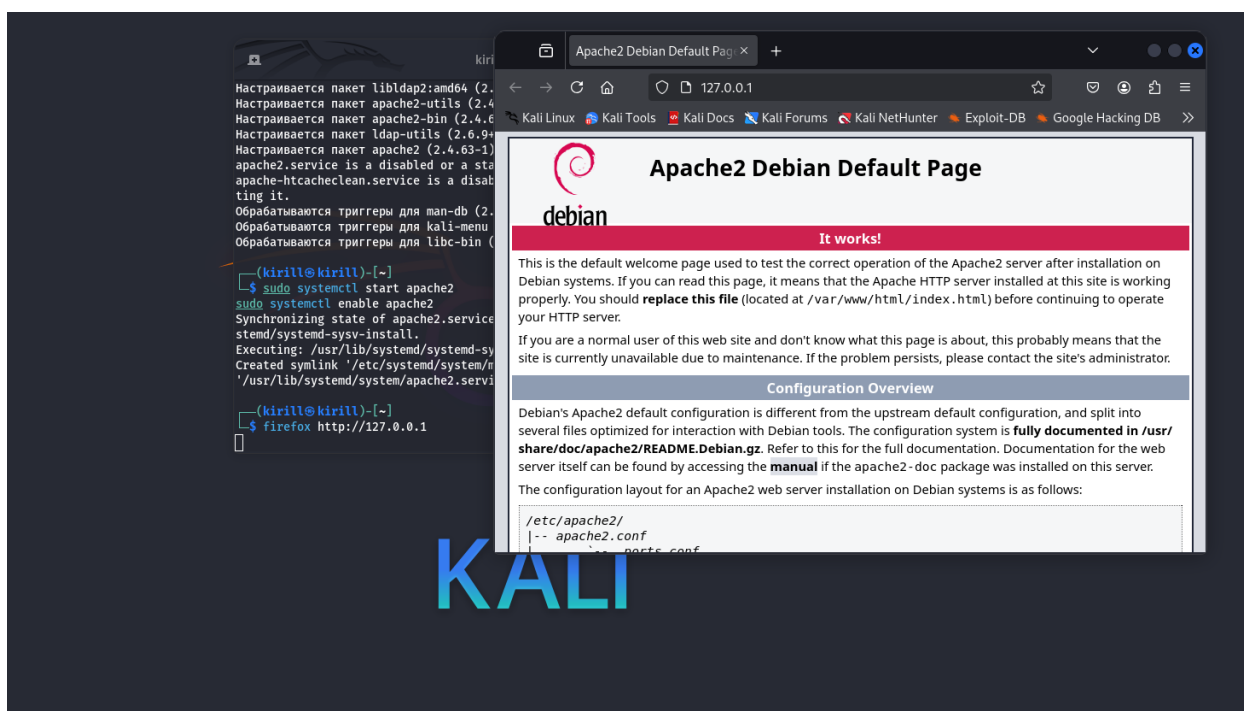 kiri
Настраивается пакет libldap2:amd64 (2.
Настраивается пакет apache2-utils (2.4
Настраивается пакет apache2-bin (2.4.6
Настраивается пакет ldap-utils (2.6.9+
Настраивается пакет apache2 (2.4.63-1)
apache2.service is a disabled or a sta
apache-htcacheclean.service is a disab
ting it.
Обрабатываются триггеры для man-db (2.
Обрабатываются триггеры для kali-menu
Обрабатываются триггеры для libc-bin (
┌──(kirill㉿kirill)-[~]
└─$ sudo systemctl start apache2
sudo systemctl enable apache2
Synchronizing state of apache2.service
stemd/systemd-sysv-install.
Executing: /usr/lib/systemd/systemd-sy
Created symlink '/etc/systemd/system/m
'/usr/lib/systemd/system/apache2.servi
┌──(kirill㉿kirill)-[~]
└─$ firefox http://127.0.0.1
Apache2 Debian Default Pag
127.0.0.1
Kali Linux Kali Tools Kali Docs Kali Forums Kali NetHunter Exploit-DB Google Hacking DB
debian
Apache2 Debian Default Page
It works!
This is the default welcome page used to test the correct operation of the Apache2 server after installation on
Debian systems. If you can read this page, it means that the Apache HTTP server installed at this site is working
properly. You should replace this file (located at /var/www/html/index.html) before continuing to operate
your HTTP server.
If you are a normal user of this web site and don't know what this page is about, this probably means that the
site is currently unavailable due to maintenance. If the problem persists, please contact the site's administrator.
Configuration Overview
Debian's Apache2 default configuration is different from the upstream default configuration, and split into
several files optimized for interaction with Debian tools. The configuration system is fully documented in /usr/
share/doc/apache2/README.Debian.gz. Refer to this for the full documentation. Documentation for the web
server itself can be found by accessing the manual if the apache2-doc package was installed on this server.
The configuration layout for an Apache2 web server installation on Debian systems is as follows:
/etc/apache2/
|-- apache2.conf
|       `-- ports.conf
KALI